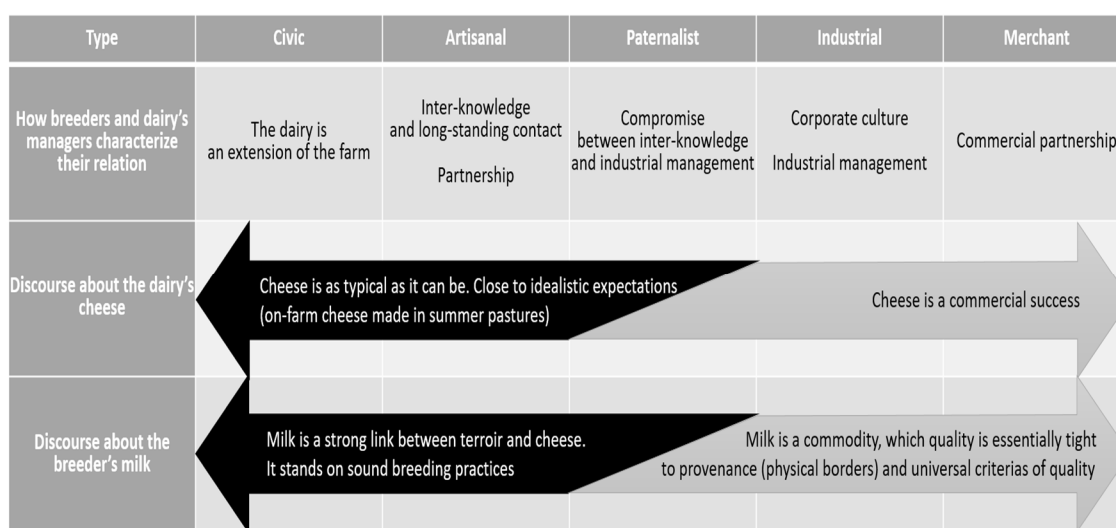 Type
Civic
Artisanal
Paternalist
Industrial
Merchant
How breeders and dairy's
managers characterize
their relation
The dairy is
an extension of the farm
Inter-knowledge
and long-standing contact
Partnership
Compromise
between inter-knowledge
and industrial management
Corporate culture
Industrial management
Commercial partnership
Discourse about the dairy's
cheese
Cheese is as typical as it can be. Close to idealistic expectations
(on-farm cheese made in summer pastures)
Cheese is a commercial success
Discourse about the
breeder's milk
Milk is a strong link between terroir and cheese.
It stands on sound breeding practices
Milk is a commodity, which quality is essentially tight
to provenance (physical borders) and universal criterias of quality